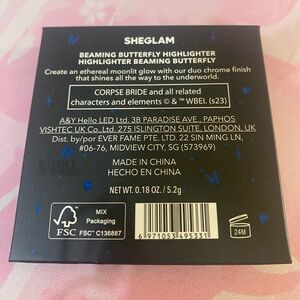 SHEGLAM
BEAMING BUTTERFLY HIGHLIGHTER
HIGHLIGHTER BEAMING BUTTERFLY
Create an ethereal moonlit glow with our duo chrome finish
that shines all the way to the underworld.
CORPSE BRIDE and all related
characters and elements © & ™ WBEI. (s23)
A&Y Hello LED Ltd, 3B PARADISE AVE., PAPHOS
VISHTEC UK Co.,Ltd, 275 ISLINGTON SUITE, LONDON, UK
Dist. by/por EVER FAME PTE. LTD. 22 SIN MING LN,
#06-76, MIDVIEW CITY, SG (573969)
MADE IN CHINA
HECHO EN CHINA
NET WT. 0.18 OZ. / 5.2g
FSC
MIX
Packaging
FSC™ C136887
6 971053 495331
24M